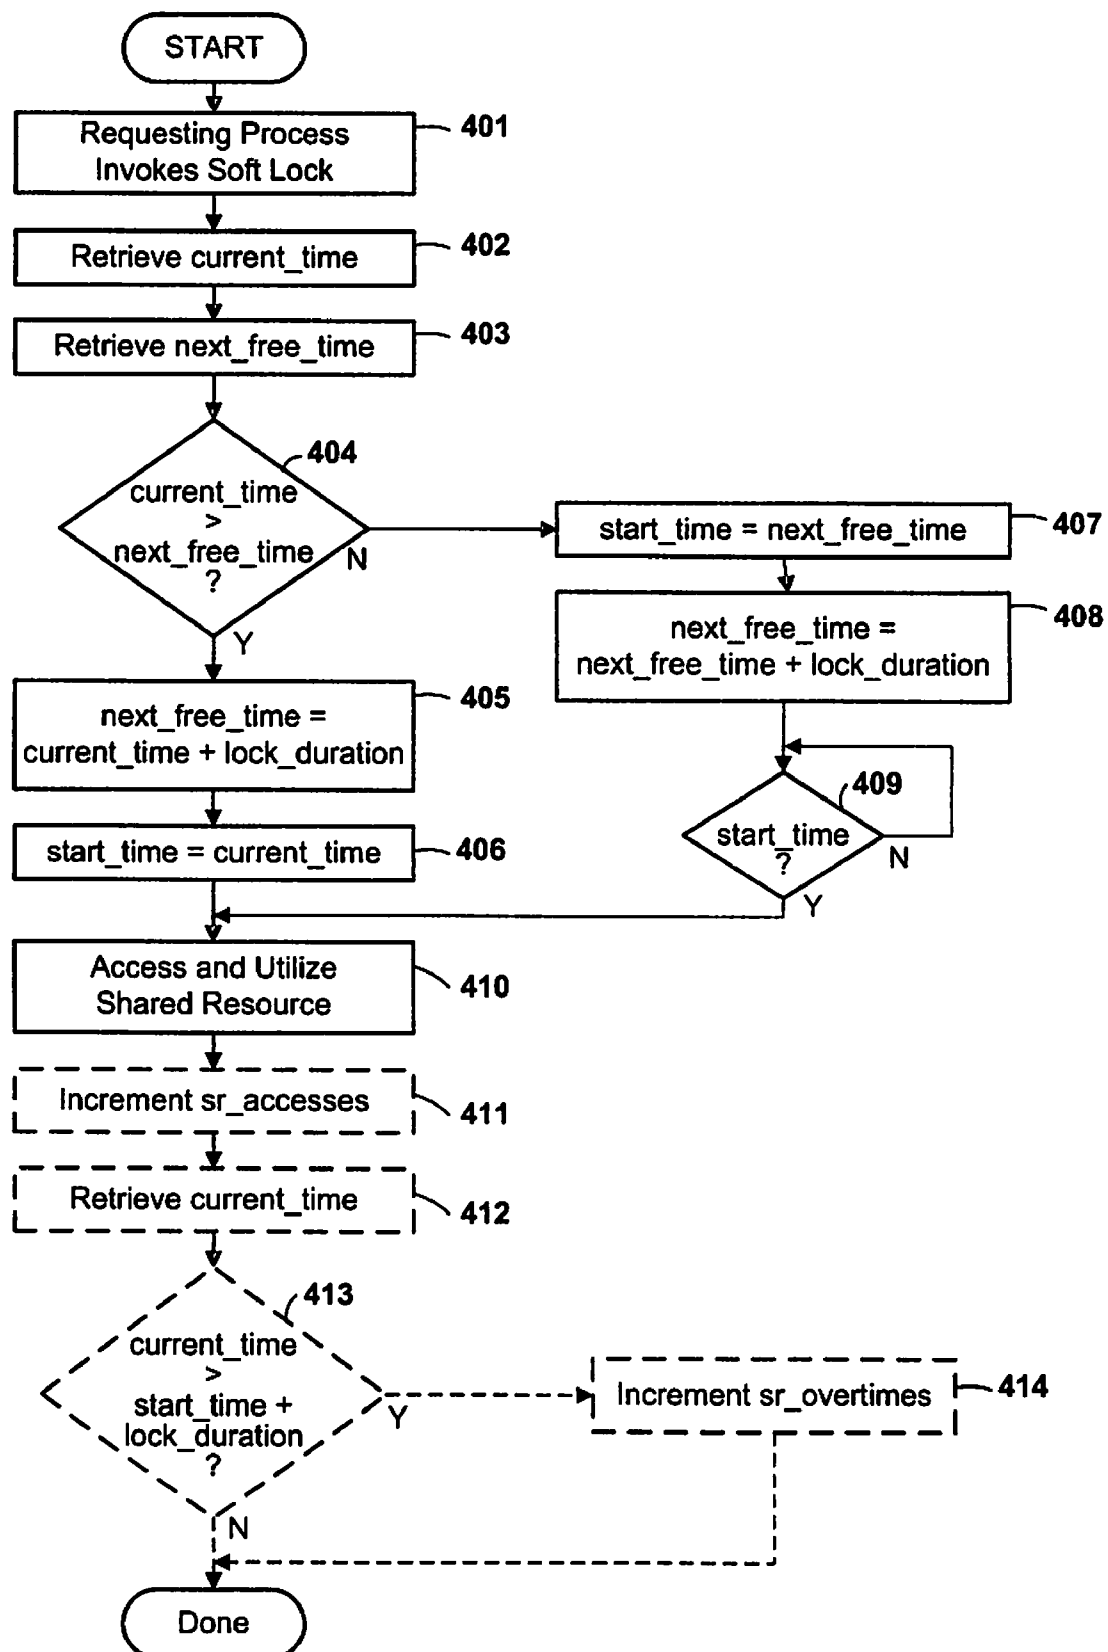 START
Requesting Process
Invokes Soft Lock
401
Retrieve current_time
402
Retrieve next_free_time
403
404
current_time
>
next_free_time
?
N
Y
start_time = next_free_time
407
next_free_time =
next_free_time + lock_duration
408
next_free_time =
current_time + lock_duration
405
409
start_time
?
N
Y
start_time = current_time
406
Access and Utilize
Shared Resource
410
Increment sr_accesses
411
Retrieve current_time
412
413
current_time
>
start_time +
lock_duration
?
Y
N
Increment sr_overtimes
414
Done